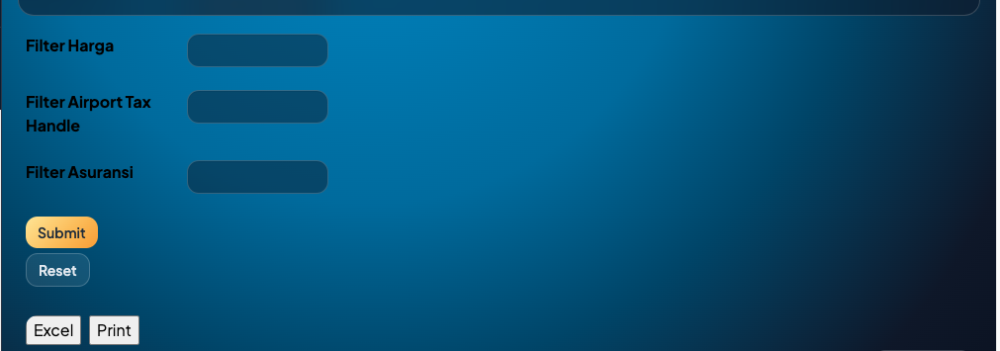 Filter Harga
Filter Airport Tax
Handle
Filter Asuransi
Submit
Reset
Excel Print